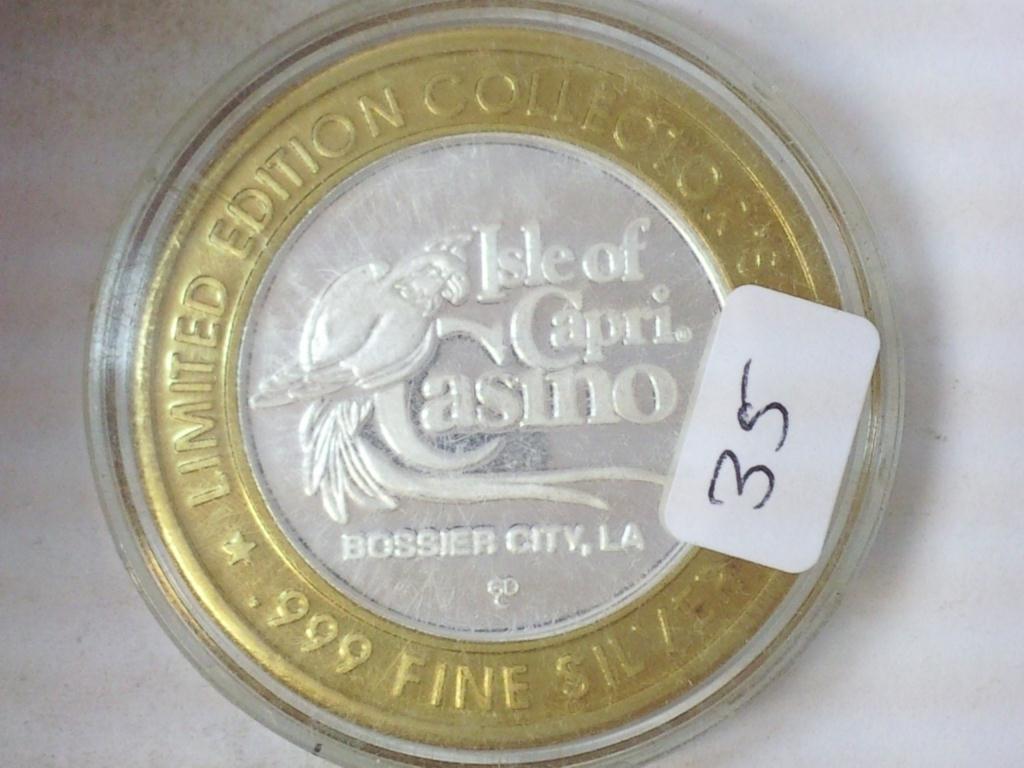 LIMITED EDITION COLLECTOR'S
Isle of
Capri®
Casino
BOSSIER CITY, LA
.999 FINE SILVER
35